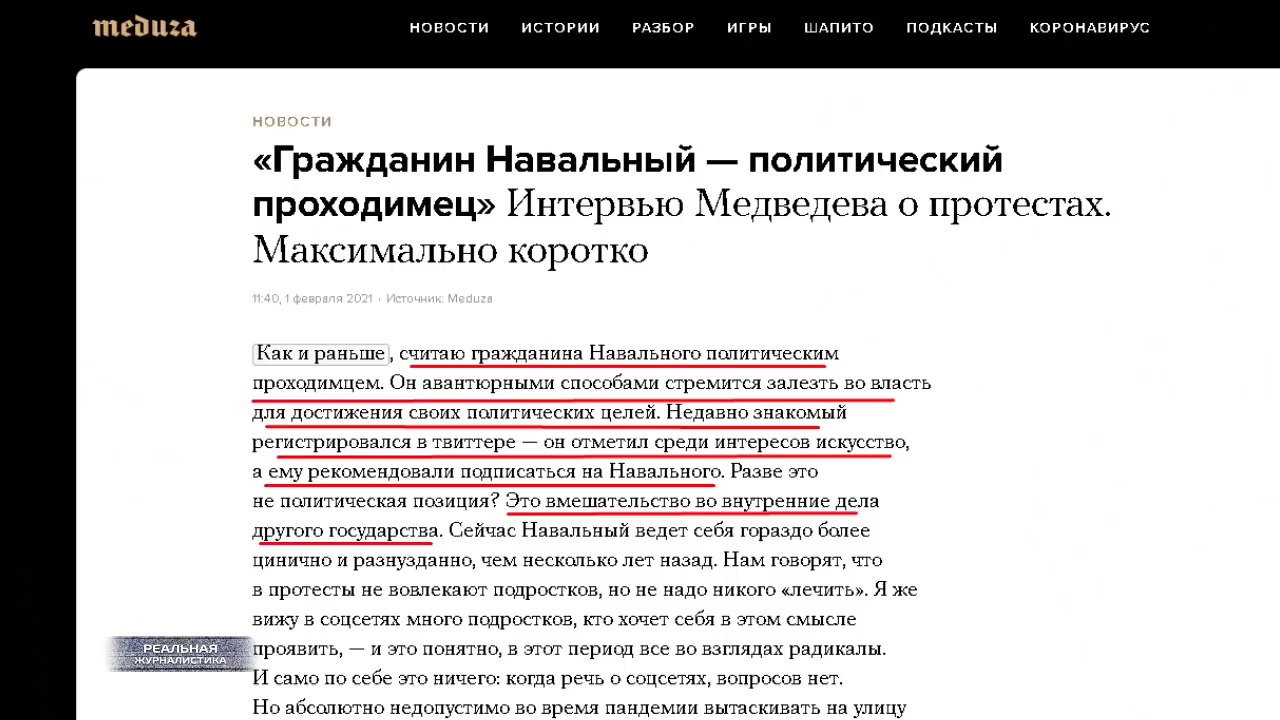 meduza
НОВОСТИ ИСТОРИИ РАЗБОР ИГРЫ ШАПИТО ПОДКАСТЫ КОРОНАВИРУС
НОВОСТИ
«Гражданин Навальный — политический
проходимец» Интервью Медведева о протестах.
Максимально коротко
11:40, 1 февраля 2021 · Источник: Meduza
Как и раньше, считаю гражданина Навального политическим
проходимцем. Он авантюрными способами стремится залезть во власть
для достижения своих политических целей. Недавно знакомый
регистрировался в твиттере — он отметил среди интересов искусство,
а ему рекомендовали подписаться на Навального. Разве это
не политическая позиция? Это вмешательство во внутренние дела
другого государства. Сейчас Навальный ведет себя гораздо более
цинично и разнузданно, чем несколько лет назад. Нам говорят, что
в протесты не вовлекают подростков, но не надо никого «лечить». Я же
вижу в соцсетях много подростков, кто хочет себя в этом смысле
проявить, — и это понятно, в этот период все во взглядах радикалы.
И само по себе это ничего: когда речь о соцсетях, вопросов нет.
Но абсолютно недопустимо во время пандемии вытаскивать на улицу
РЕАЛЬНАЯ
ЖУРНАЛИСТИКА